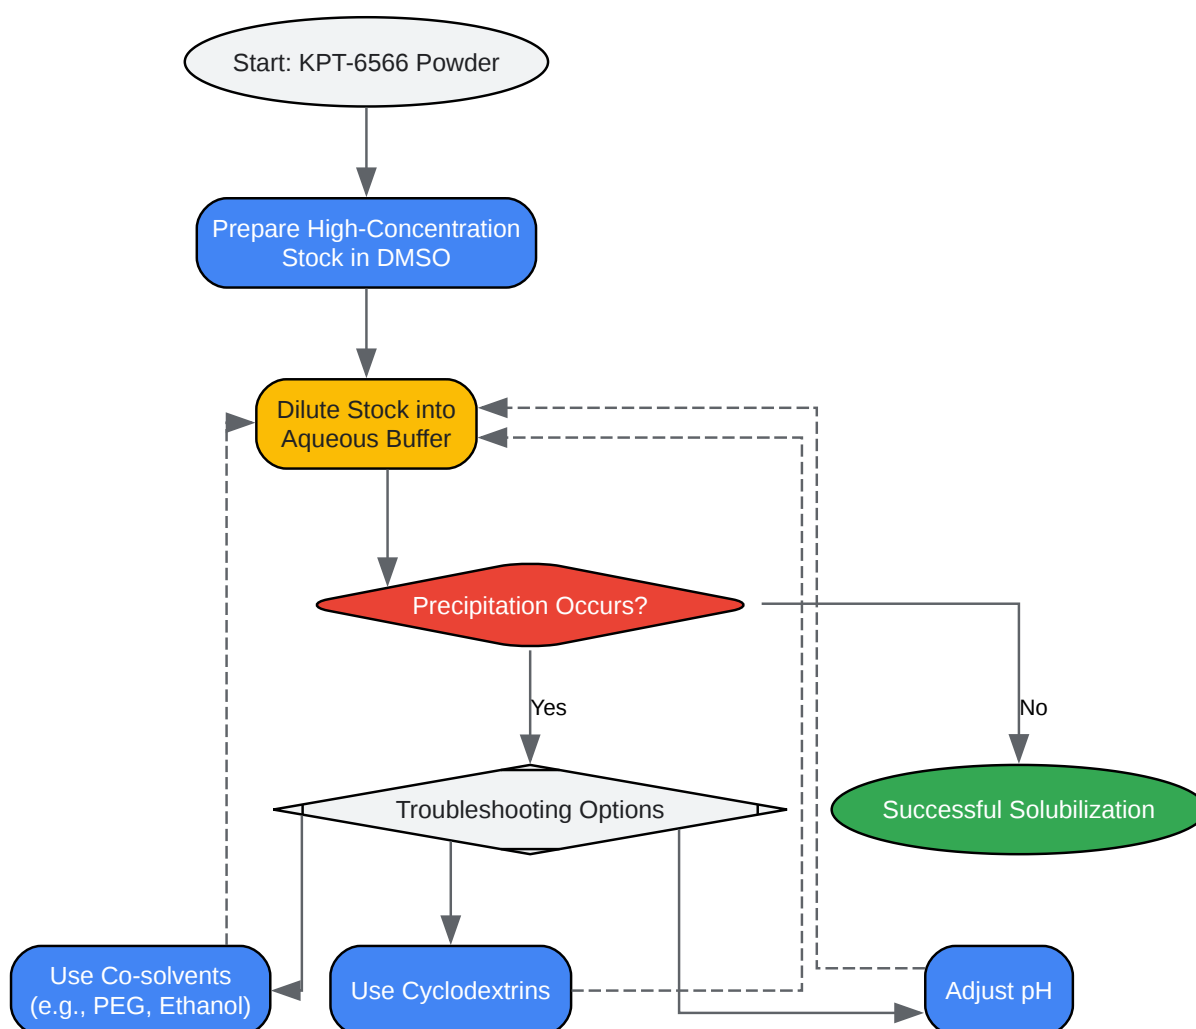 Start: KPT-6566 Powder
Prepare High-Concentration
Stock in DMSO
Dilute Stock into
Aqueous Buffer
Precipitation Occurs?
Yes
No
Troubleshooting Options
Successful Solubilization
Use Co-solvents
(e.g., PEG, Ethanol)
Use Cyclodextrins
Adjust pH